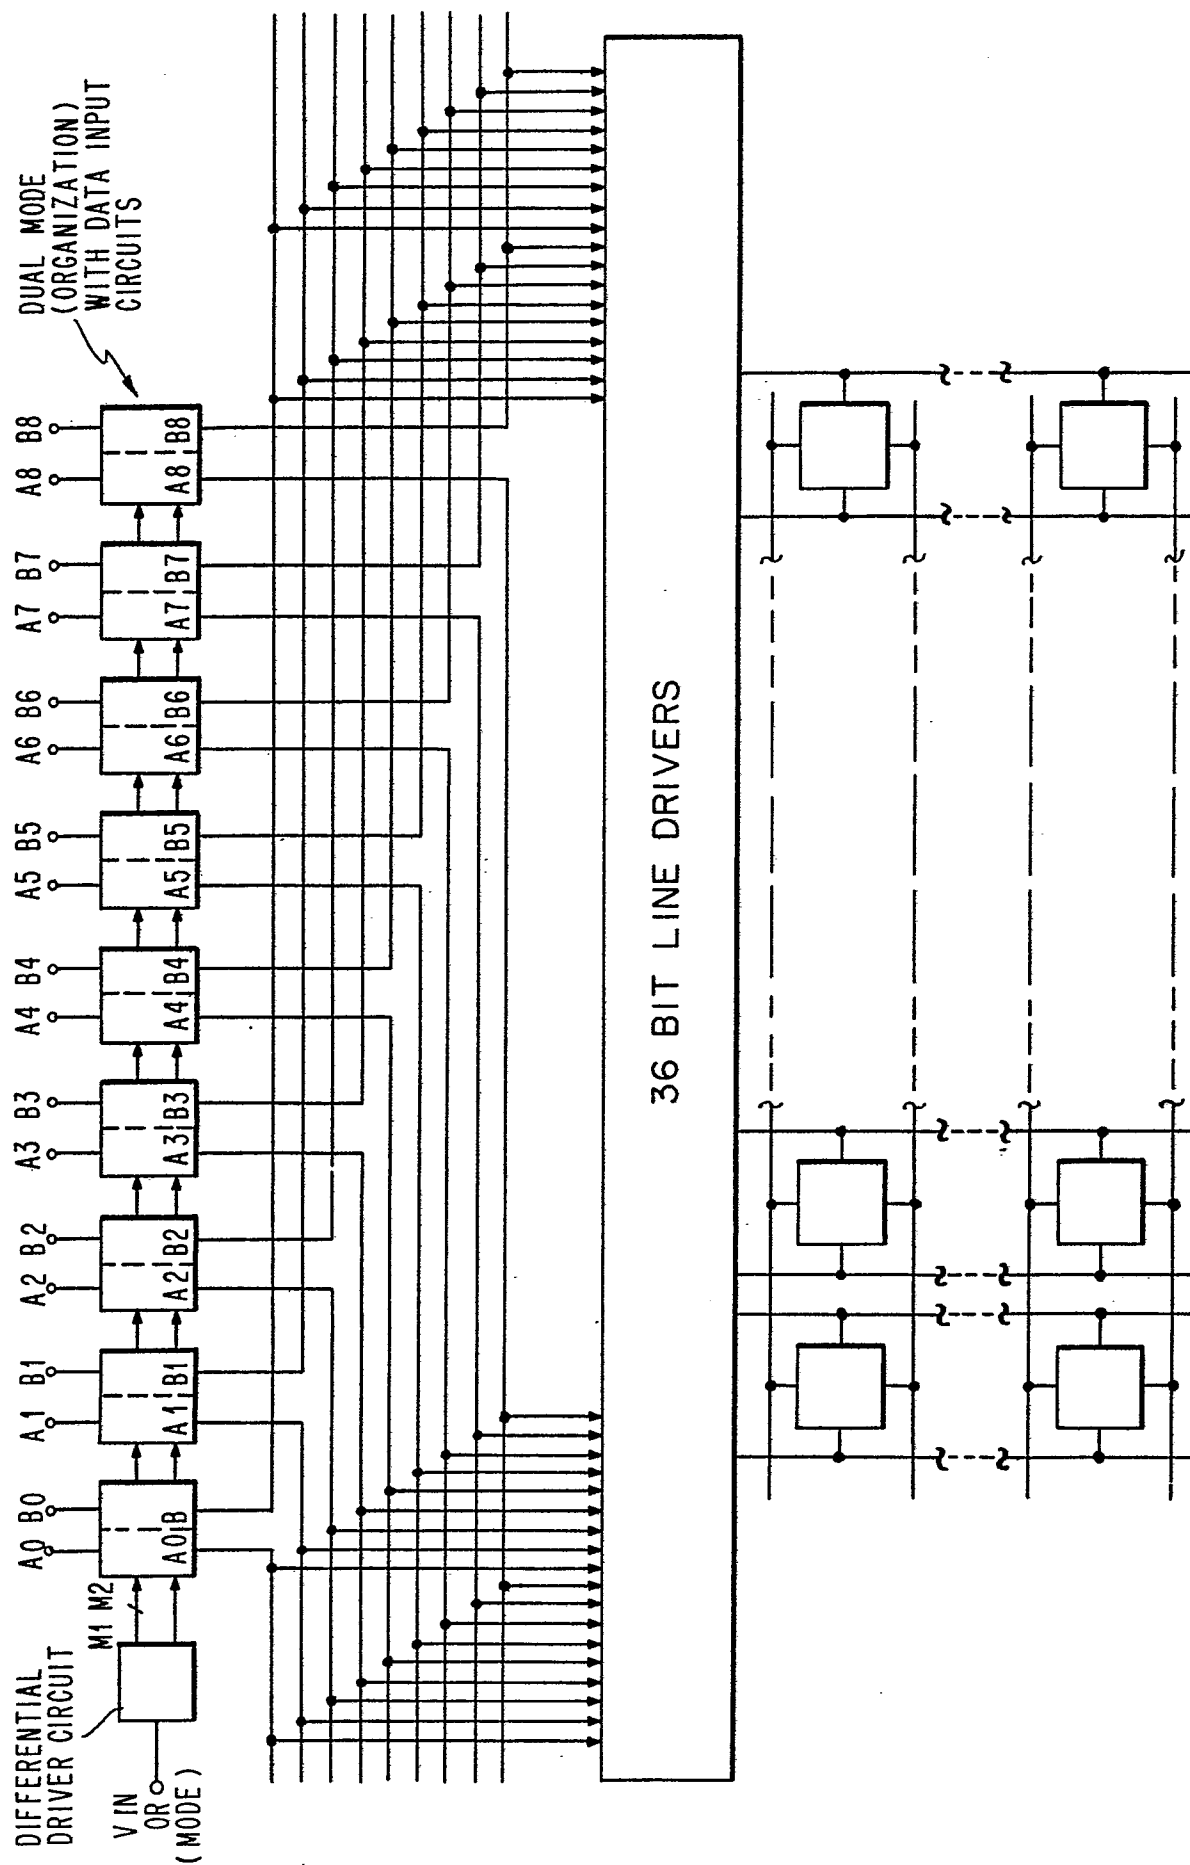 DUAL MODE
(ORGANIZATION)
WITH DATA INPUT
CIRCUITS
A0 B0 A1 B1 A2 B2 A3 B3 A4 B4 A5 B5 A6 B6 A7 B7 A8 B8
DIFFERENTIAL
DRIVER CIRCUIT
M1 M2
A0 B A1 B1 A2 B2 A3 B3 A4 B4 A5 B5 A6 B6 A7 B7 A8 B8
V IN
OR
(MODE)
36 BIT LINE DRIVERS